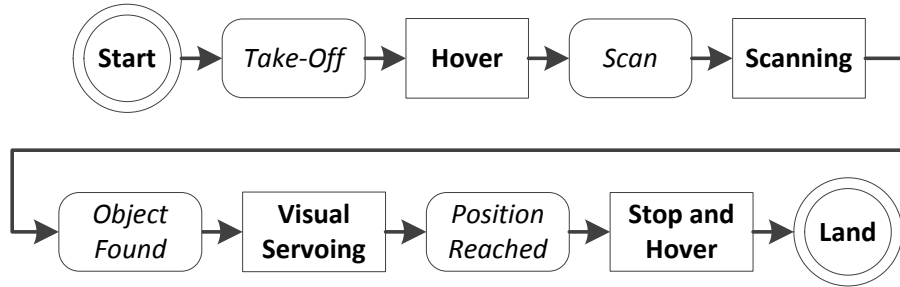 Start
Take-Off
Hover
Scan
Scanning
Object
Found
Visual
Servoing
Position
Reached
Stop and
Hover
Land